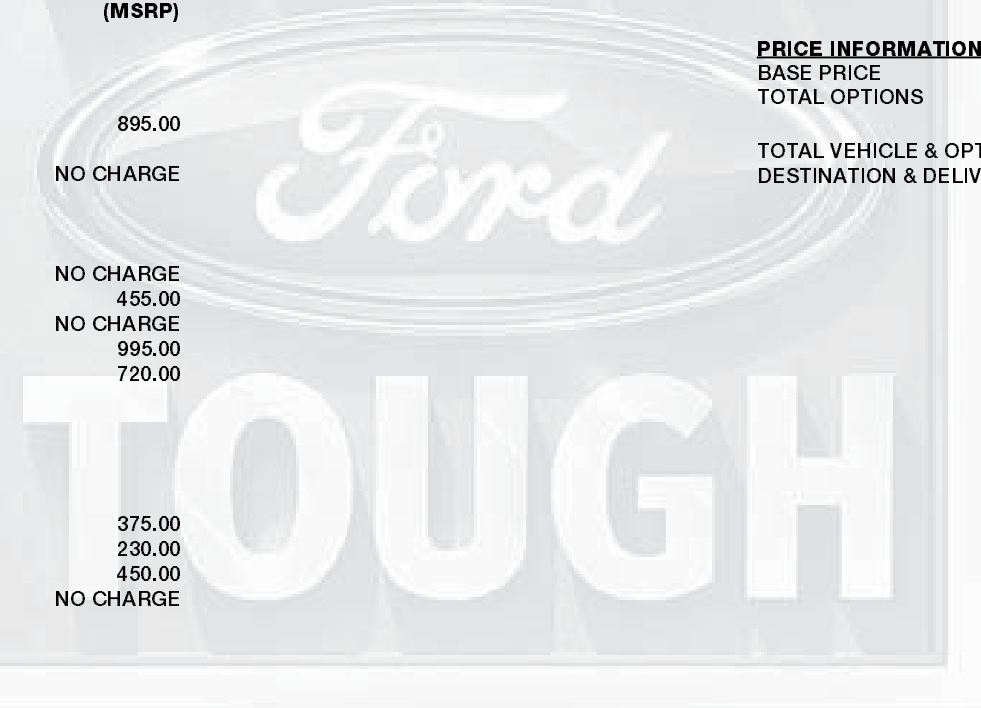 (MSRP)
895.00
NO CHARGE
NO CHARGE
455.00
NO CHARGE
995.00
720.00
375.00
230.00
450.00
NO CHARGE
PRICE INFORMATION
BASE PRICE
TOTAL OPTIONS
TOTAL VEHICLE & OPT
DESTINATION & DELIV
Ford
TOUGH